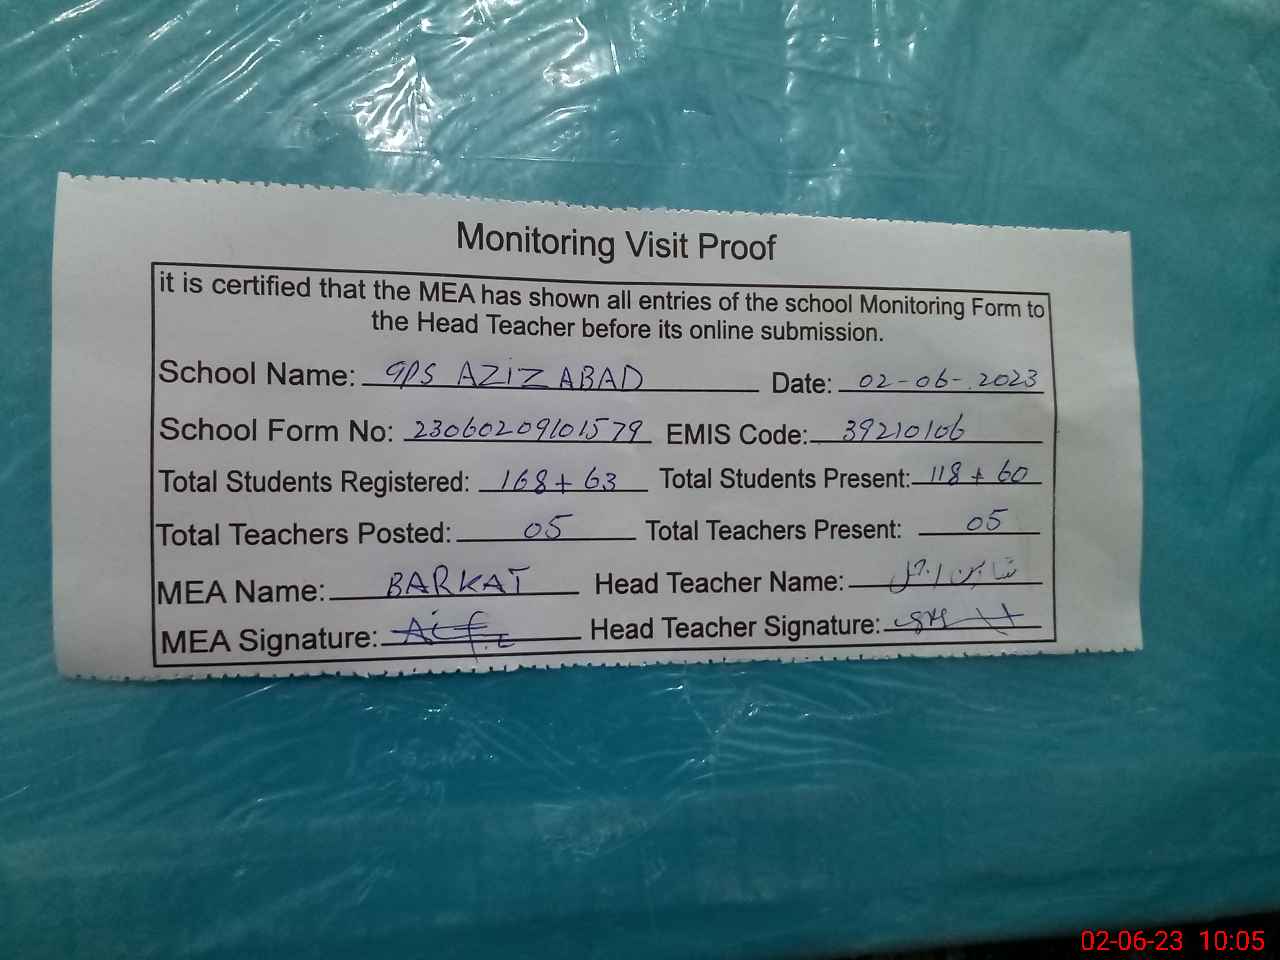 Monitoring Visit Proof
it is certified that the MEA has shown all entries of the school Monitoring Form to
the Head Teacher before its online submission.
School Name: GPS AZIZ ABAD Date: 02-06-2023
School Form No: 23060209101579 EMIS Code: 39210106
Total Students Registered: 168+63 Total Students Present: 118+60
Total Teachers Posted: 05 Total Teachers Present: 05
MEA Name: BARKAT Head Teacher Name:
MEA Signature: Head Teacher Signature:
02-06-23 10:05